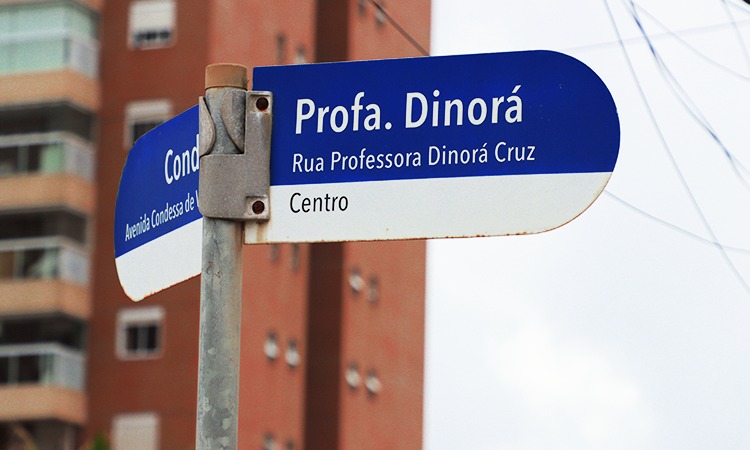 Profa. Dinorá
Rua Professora Dinorá Cruz
Centro
Cond
Avenida Condessa de V